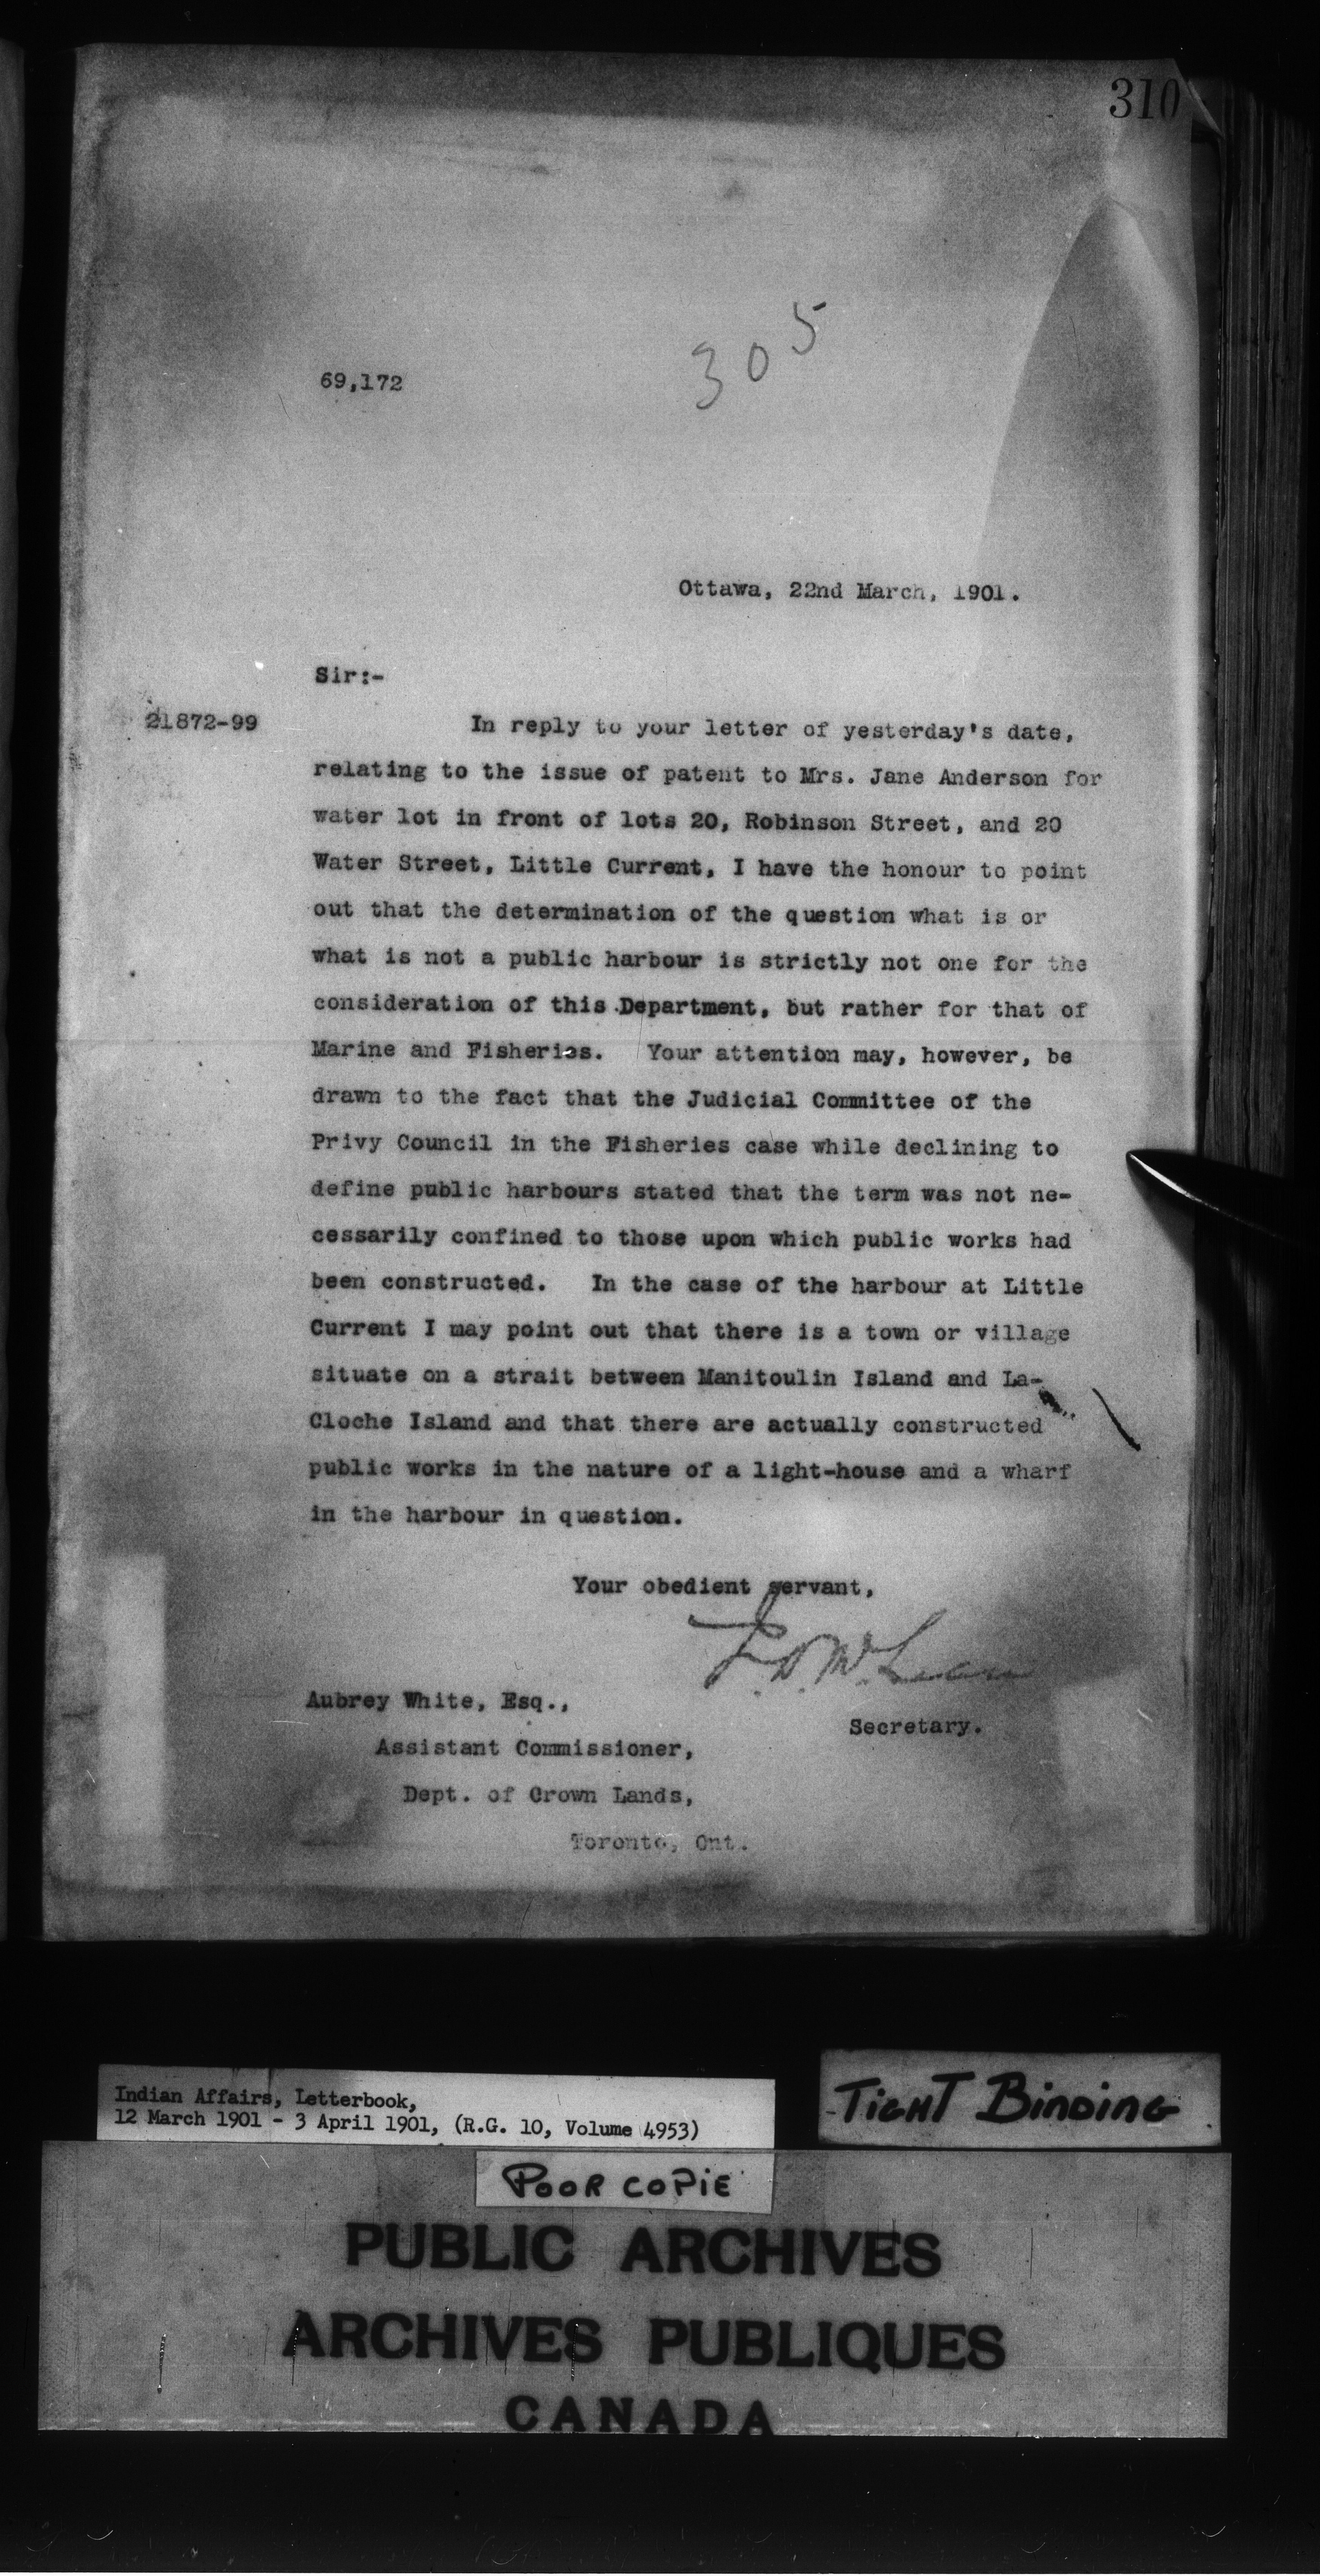 310
305
69,172
Ottawa, 22nd March, 1901.
Sir:-
21872-99
In reply to your letter of yesterday's date,
relating to the issue of patent to Mrs. Jane Anderson for
water lot in front of lots 20, Robinson Street, and 20
Water Street, Little Current, I have the honour to point
out that the determination of the question what is or
what is not a public harbour is strictly not one for the
consideration of this Department, but rather for that of
Marine and Fisheries. Your attention may, however, be
drawn to the fact that the Judicial Committee of the
Privy Council in the Fisheries case while declining to
define public harbours stated that the term was not ne-
cessarily confined to those upon which public works had
been constructed. In the case of the harbour at Little
Current I may point out that there is a town or village
situate on a strait between Manitoulin Island and La-
Cloche Island and that there are actually constructed
public works in the nature of a light-house and a wharf
in the harbour in question.
Your obedient servant,
J. D. McLean
Secretary.
Aubrey White, Esq.,
Assistant Commissioner,
Dept. of Crown Lands,
Toronto, Ont.
Indian Affairs, Letterbook,
12 March 1901 - 3 April 1901, (R.G. 10, Volume 4953)
TIGHT BINDING
POOR COPIE
PUBLIC ARCHIVES
ARCHIVES PUBLIQUES
CANADA